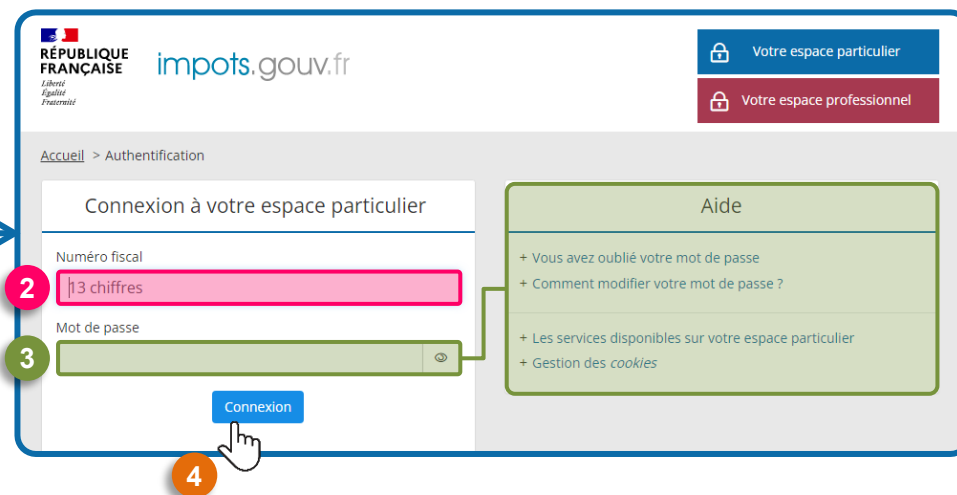 RÉPUBLIQUE
FRANÇAISE
Liberté
Égalité
Fraternité
impots.gouv.fr
Votre espace particulier
Votre espace professionnel
Accueil > Authentification
Connexion à votre espace particulier
Numéro fiscal
2
13 chiffres
Mot de passe
3
Connexion
4
Aide
+ Vous avez oublié votre mot de passe
+ Comment modifier votre mot de passe ?
+ Les services disponibles sur votre espace particulier
+ Gestion des cookies